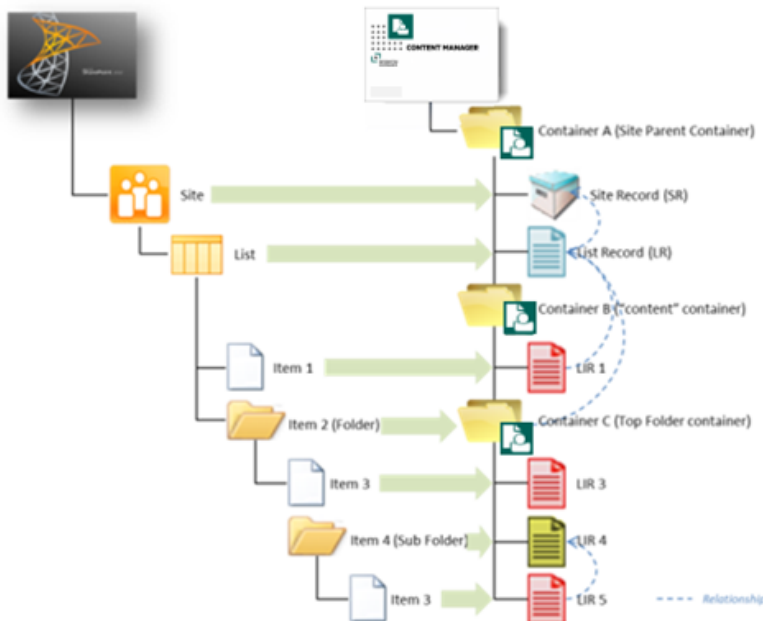 CONTENT MANAGER
Container A (Site Parent Container)
Site
Site Record (SR)
List
List Record (LR)
Container B ("content" container)
Item 1
LIR 1
Item 2 (Folder)
Container C (Top Folder container)
Item 3
LIR 3
Item 4 (Sub Folder)
LIR 4
Item 3
LIR 5
Relationship